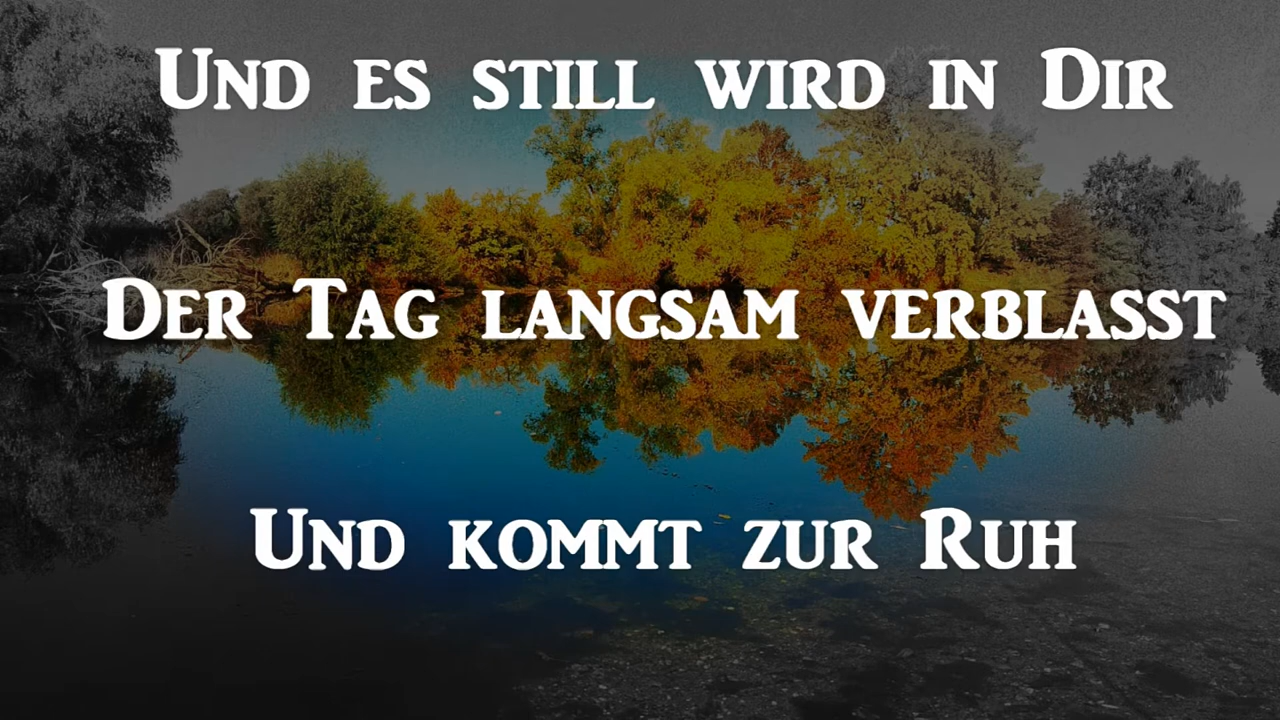 Und es still wird in Dir
Der Tag langsam verblasst
Und kommt zur Ruh